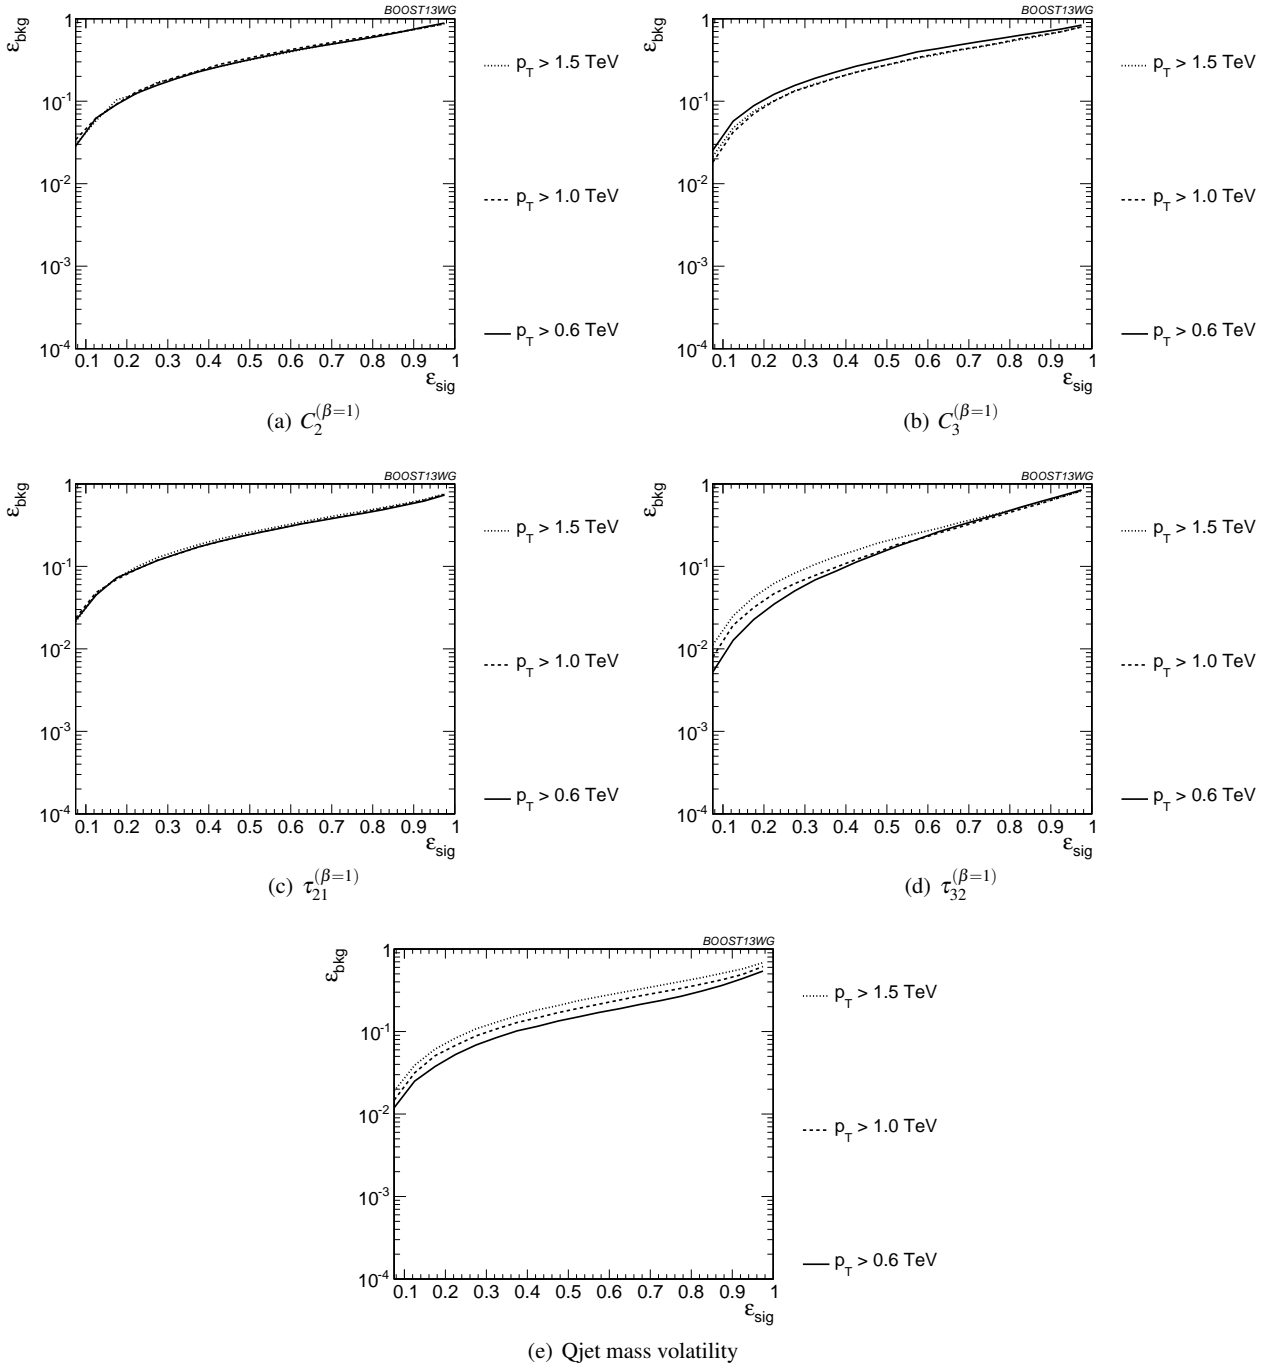 BOOST13WG
ε_bkg
1
10^-1
10^-2
10^-3
10^-4
0.1 0.2 0.3 0.4 0.5 0.6 0.7 0.8 0.9 1
ε_sig
p_T > 1.5 TeV
p_T > 1.0 TeV
p_T > 0.6 TeV
(a) C_2^(β=1)
BOOST13WG
ε_bkg
1
10^-1
10^-2
10^-3
10^-4
0.1 0.2 0.3 0.4 0.5 0.6 0.7 0.8 0.9 1
ε_sig
p_T > 1.5 TeV
p_T > 1.0 TeV
p_T > 0.6 TeV
(b) C_3^(β=1)
BOOST13WG
ε_bkg
1
10^-1
10^-2
10^-3
10^-4
0.1 0.2 0.3 0.4 0.5 0.6 0.7 0.8 0.9 1
ε_sig
p_T > 1.5 TeV
p_T > 1.0 TeV
p_T > 0.6 TeV
(c) τ_21^(β=1)
BOOST13WG
ε_bkg
1
10^-1
10^-2
10^-3
10^-4
0.1 0.2 0.3 0.4 0.5 0.6 0.7 0.8 0.9 1
ε_sig
p_T > 1.5 TeV
p_T > 1.0 TeV
p_T > 0.6 TeV
(d) τ_32^(β=1)
BOOST13WG
ε_bkg
1
10^-1
10^-2
10^-3
10^-4
0.1 0.2 0.3 0.4 0.5 0.6 0.7 0.8 0.9 1
ε_sig
p_T > 1.5 TeV
p_T > 1.0 TeV
p_T > 0.6 TeV
(e) Qjet mass volatility